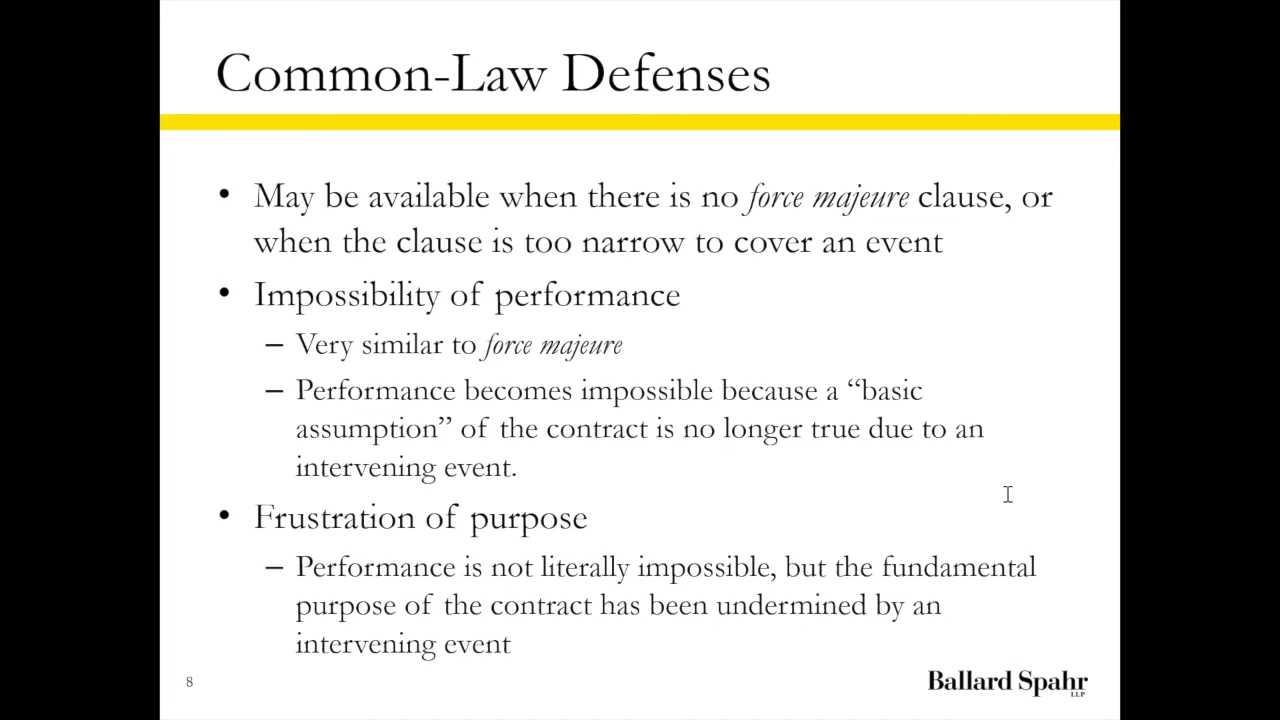 Common-Law Defenses
• May be available when there is no force majeure clause, or
when the clause is too narrow to cover an event
• Impossibility of performance
– Very similar to force majeure
– Performance becomes impossible because a “basic
assumption” of the contract is no longer true due to an
intervening event.
• Frustration of purpose
– Performance is not literally impossible, but the fundamental
purpose of the contract has been undermined by an
intervening event
8
Ballard Spahr
LLP